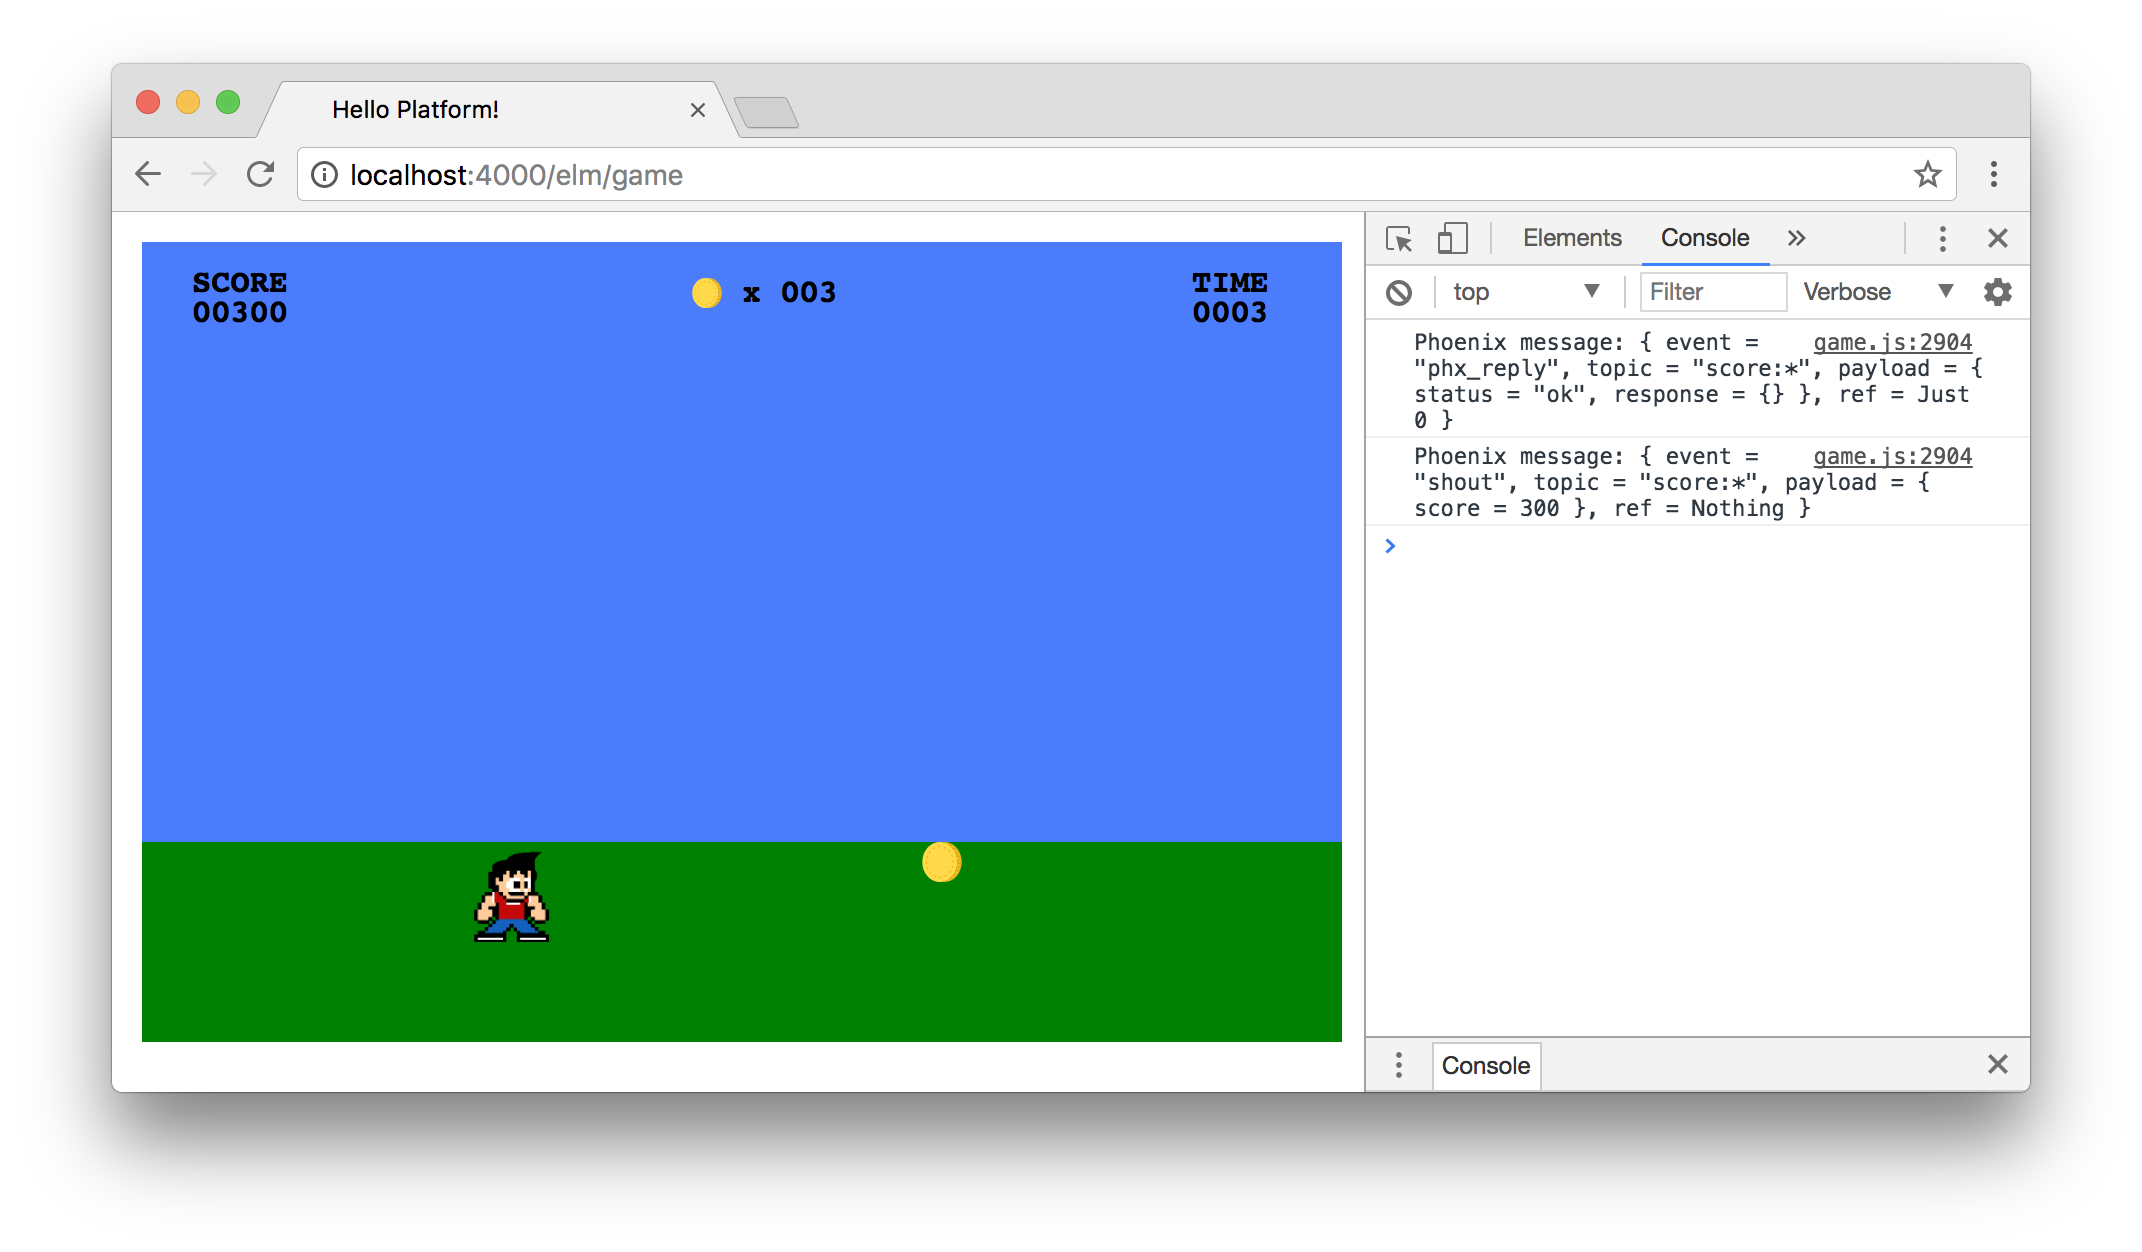 Hello Platform!
localhost:4000/elm/game
SCORE
00300
x 003
TIME
0003
Elements Console
top Filter Verbose
Phoenix message: { event = game.js:2904
"phx_reply", topic = "score:*", payload = {
status = "ok", response = {} }, ref = Just
0 }
Phoenix message: { event = game.js:2904
"shout", topic = "score:*", payload = {
score = 300 }, ref = Nothing }
Console